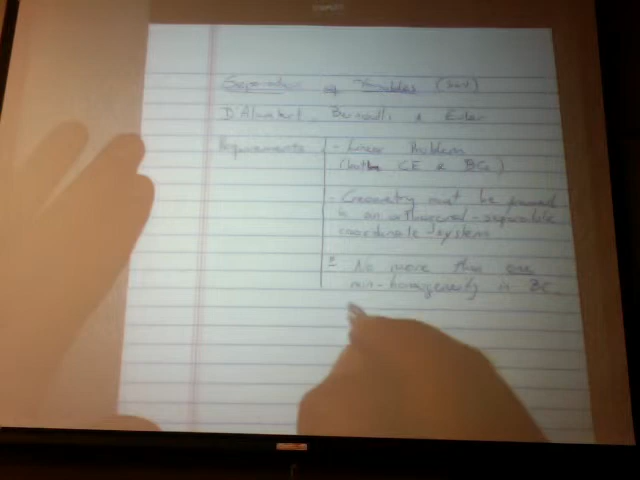 Separation of Variables
D'Alembert, Bernoulli & Euler
Requirements - Linear Problem
(both GE & BCs)
- Geometry must be
in an orthogonal-separable
coordinate-system
No more than one
non-homogeneity in BC